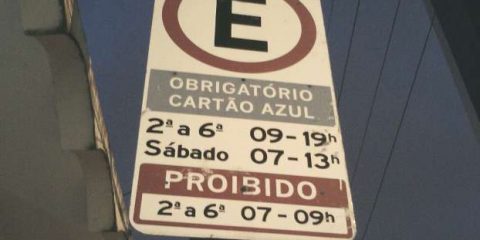 E
OBRIGATÓRIO
CARTÃO AZUL
2ª a 6ª 09-19h
Sábado 07-13h
PROIBIDO
2ª a 6ª 07-09h